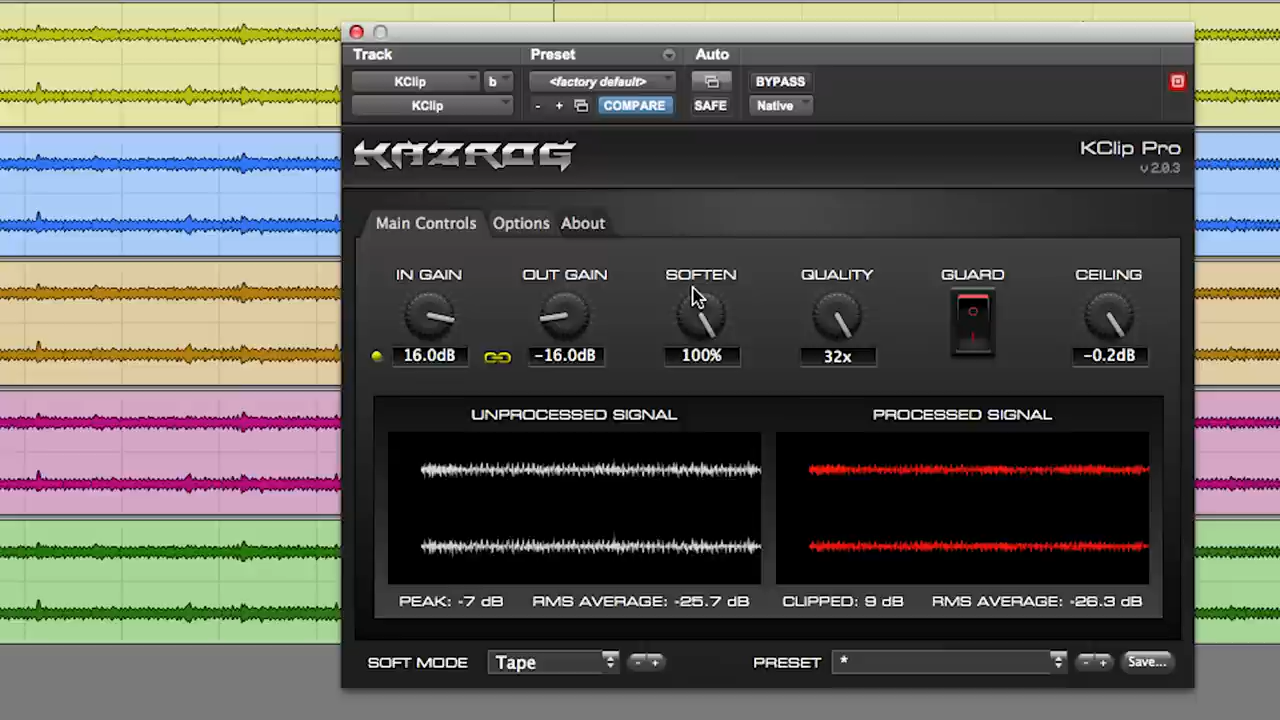 Track Preset Auto
KClip b <factory default> BYPASS
KClip - + COMPARE SAFE Native
KAZROG KClip Pro
v 2.0.3
Main Controls Options About
IN GAIN OUT GAIN SOFTEN QUALITY GUARD CEILING
16.0dB -16.0dB 100% 32x -0.2dB
UNPROCESSED SIGNAL PROCESSED SIGNAL
PEAK: -7 dB RMS AVERAGE: -25.7 dB CLIPPED: 9 dB RMS AVERAGE: -26.3 dB
SOFT MODE Tape - + PRESET * - + Save...